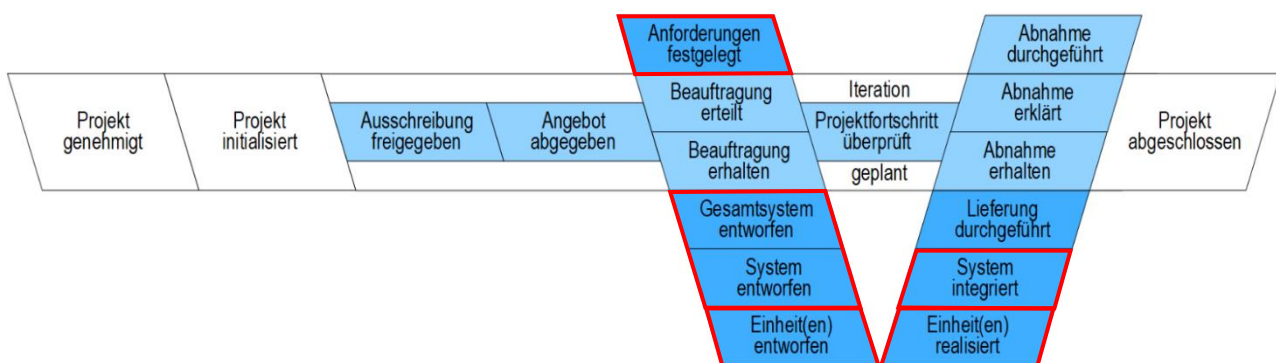 Anforderungen
festgelegt
Abnahme
durchgeführt
Projekt
genehmigt
Projekt
initialisiert
Ausschreibung
freigegeben
Angebot
abgegeben
Beauftragung
erteilt
Beauftragung
erhalten
Iteration
Projektfortschritt
überprüft
geplant
Abnahme
erklärt
Abnahme
erhalten
Projekt
abgeschlossen
Gesamtsystem
entworfen
Lieferung
durchgeführt
System
entworfen
System
integriert
Einheit(en)
entworfen
Einheit(en)
realisiert